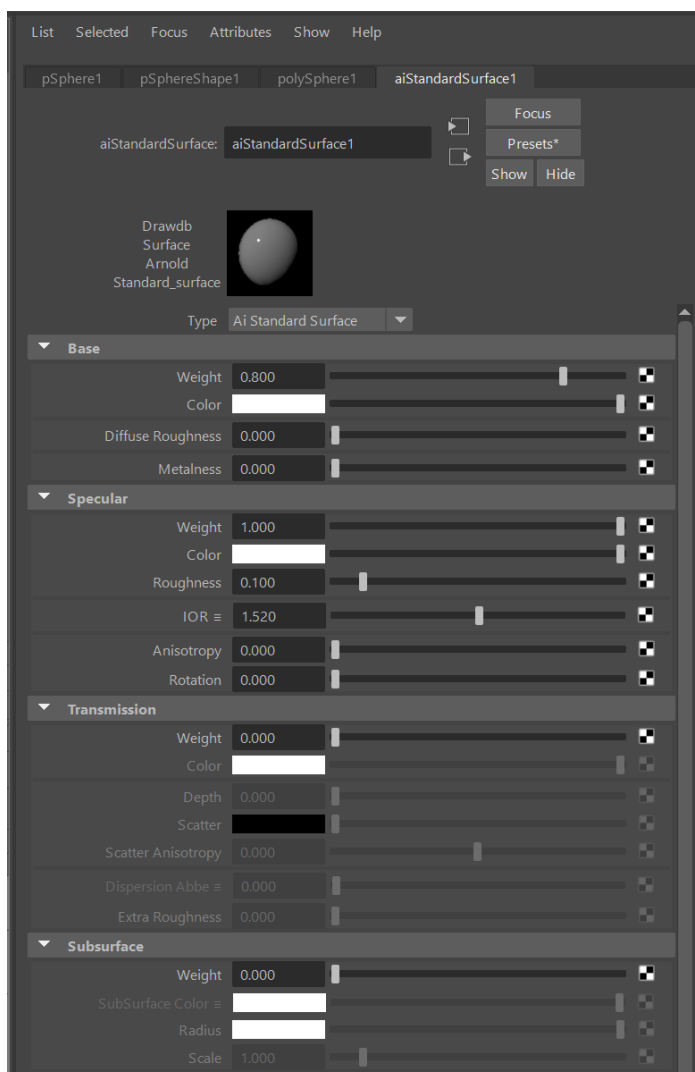 List Selected Focus Attributes Show Help
pSphere1 pSphereShape1 polySphere1 aiStandardSurface1
Focus
aiStandardSurface: aiStandardSurface1 Presets*
Show Hide
Drawdb
Surface
Arnold
Standard_surface
Type Ai Standard Surface
Base
Weight 0.800
Color
Diffuse Roughness 0.000
Metalness 0.000
Specular
Weight 1.000
Color
Roughness 0.100
IOR ≡ 1.520
Anisotropy 0.000
Rotation 0.000
Transmission
Weight 0.000
Color
Depth 0.000
Scatter
Scatter Anisotropy 0.000
Dispersion Abbe ≡ 0.000
Extra Roughness 0.000
Subsurface
Weight 0.000
SubSurface Color ≡
Radius
Scale 1.000